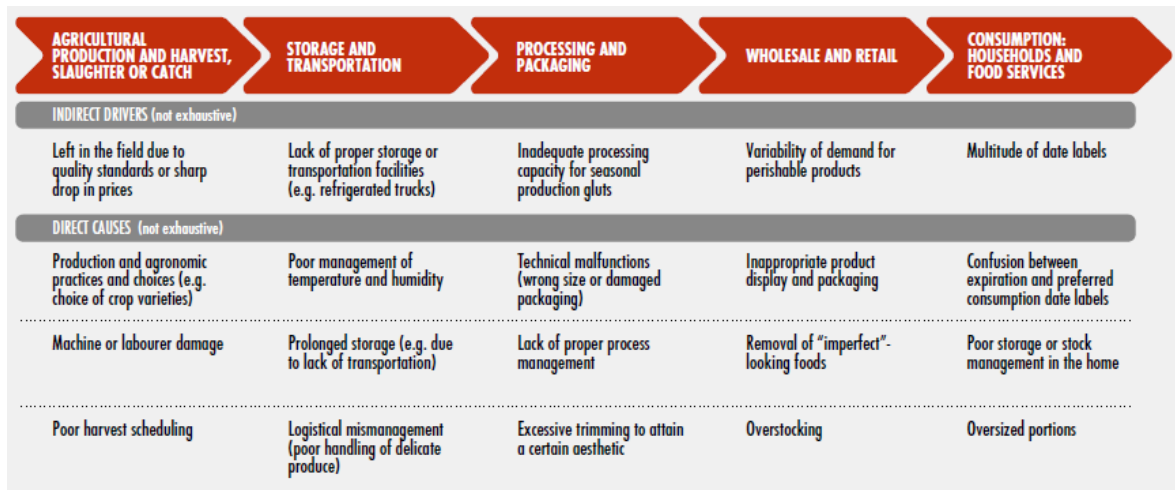 AGRICULTURAL
PRODUCTION AND HARVEST,
SLAUGHTER OR CATCH
STORAGE AND
TRANSPORTATION
PROCESSING AND
PACKAGING
WHOLESALE AND RETAIL
CONSUMPTION:
HOUSEHOLDS AND
FOOD SERVICES
INDIRECT DRIVERS (not exhaustive)
Left in the field due to
quality standards or sharp
drop in prices
Lack of proper storage or
transportation facilities
(e.g. refrigerated trucks)
Inadequate processing
capacity for seasonal
production gluts
Variability of demand for
perishable products
Multitude of date labels
DIRECT CAUSES (not exhaustive)
Production and agronomic
practices and choices (e.g.
choice of crop varieties)
Poor management of
temperature and humidity
Technical malfunctions
(wrong size or damaged
packaging)
Inappropriate product
display and packaging
Confusion between
expiration and preferred
consumption date labels
Machine or labourer damage
Prolonged storage (e.g. due
to lack of transportation)
Lack of proper process
management
Removal of “imperfect”-
looking foods
Poor storage or stock
management in the home
Poor harvest scheduling
Logistical mismanagement
(poor handling of delicate
produce)
Excessive trimming to attain
a certain aesthetic
Overstocking
Oversized portions